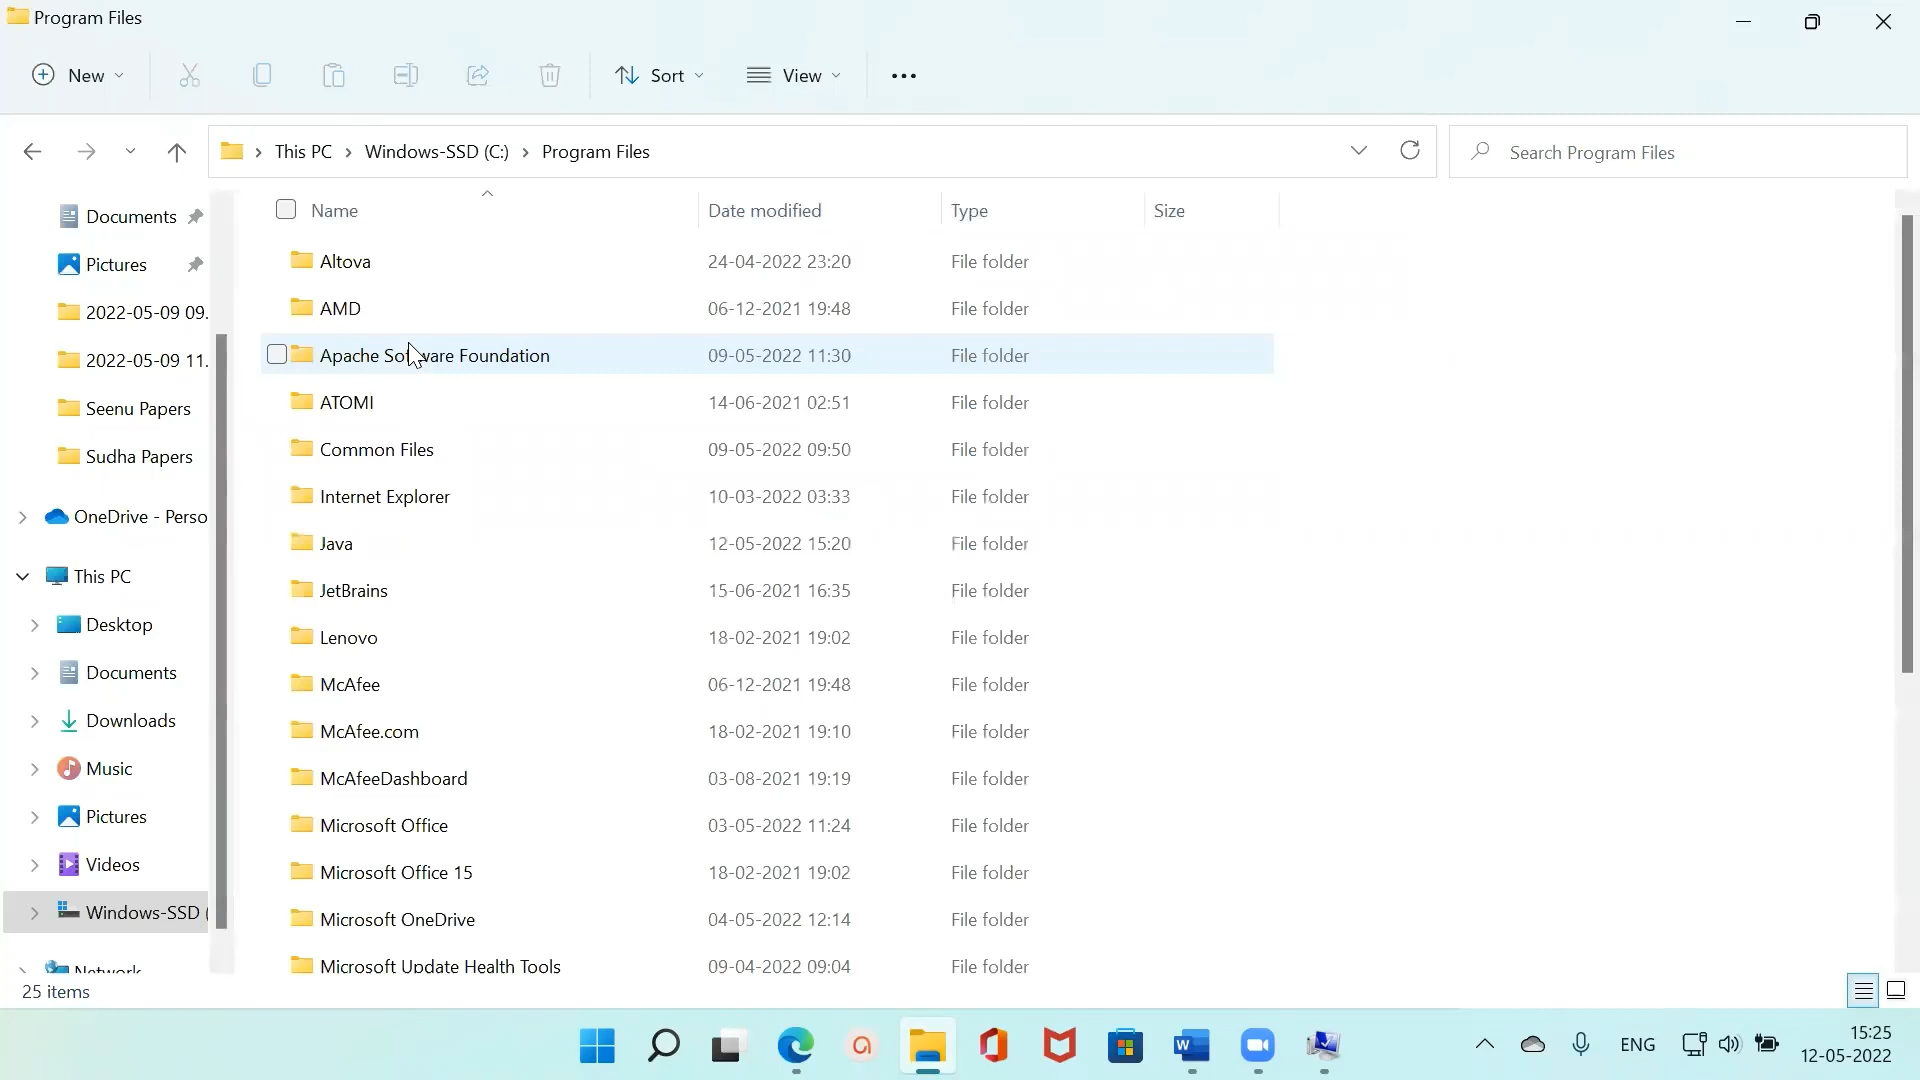 Program Files
New
Sort
View
This PC > Windows-SSD (C:) > Program Files
Search Program Files
Documents
Pictures
2022-05-09 09.
2022-05-09 11.
Seenu Papers
Sudha Papers
OneDrive - Perso
This PC
Desktop
Documents
Downloads
Music
Pictures
Videos
Windows-SSD (
Network
Name Date modified Type Size
Altova 24-04-2022 23:20 File folder
AMD 06-12-2021 19:48 File folder
Apache Software Foundation 09-05-2022 11:30 File folder
ATOMI 14-06-2021 02:51 File folder
Common Files 09-05-2022 09:50 File folder
Internet Explorer 10-03-2022 03:33 File folder
Java 12-05-2022 15:20 File folder
JetBrains 15-06-2021 16:35 File folder
Lenovo 18-02-2021 19:02 File folder
McAfee 06-12-2021 19:48 File folder
McAfee.com 18-02-2021 19:10 File folder
McAfeeDashboard 03-08-2021 19:19 File folder
Microsoft Office 03-05-2022 11:24 File folder
Microsoft Office 15 18-02-2021 19:02 File folder
Microsoft OneDrive 04-05-2022 12:14 File folder
Microsoft Update Health Tools 09-04-2022 09:04 File folder
25 items
ENG
15:25
12-05-2022